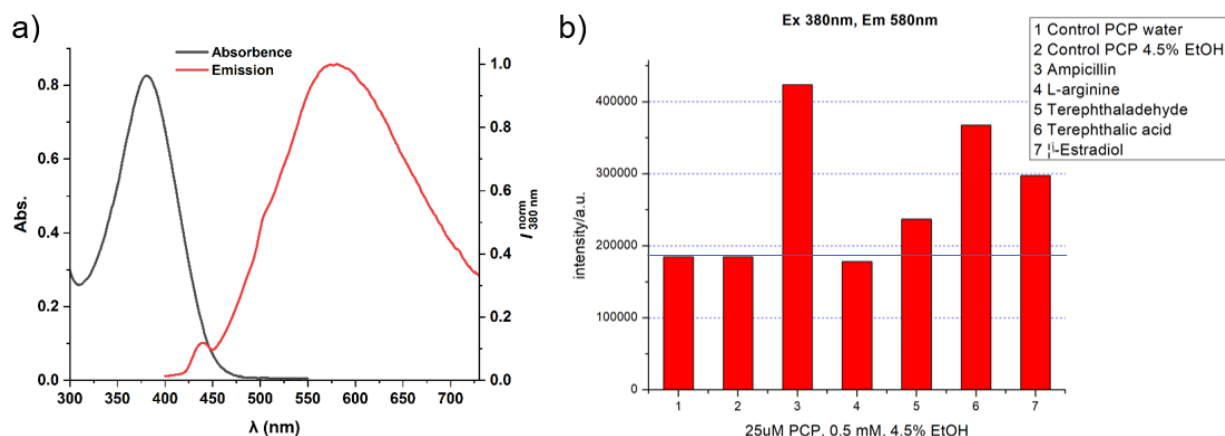 a)
Absorbence
Emission
Abs.
0.8
0.6
0.4
0.2
0.0
300 350 400 450 500 550 600 650 700
λ (nm)
1.0
0.8
0.6
0.4
0.2
0.0
I norm 380 nm
b)
Ex 380nm, Em 580nm
1 Control PCP water
2 Control PCP 4.5% EtOH
3 Ampicillin
4 L-arginine
5 Terephthaladehyde
6 Terephthalic acid
7 ¦-Estradiol
intensity/a.u.
400000
300000
200000
100000
0
1 2 3 4 5 6 7
25uM PCP, 0.5 mM, 4.5% EtOH